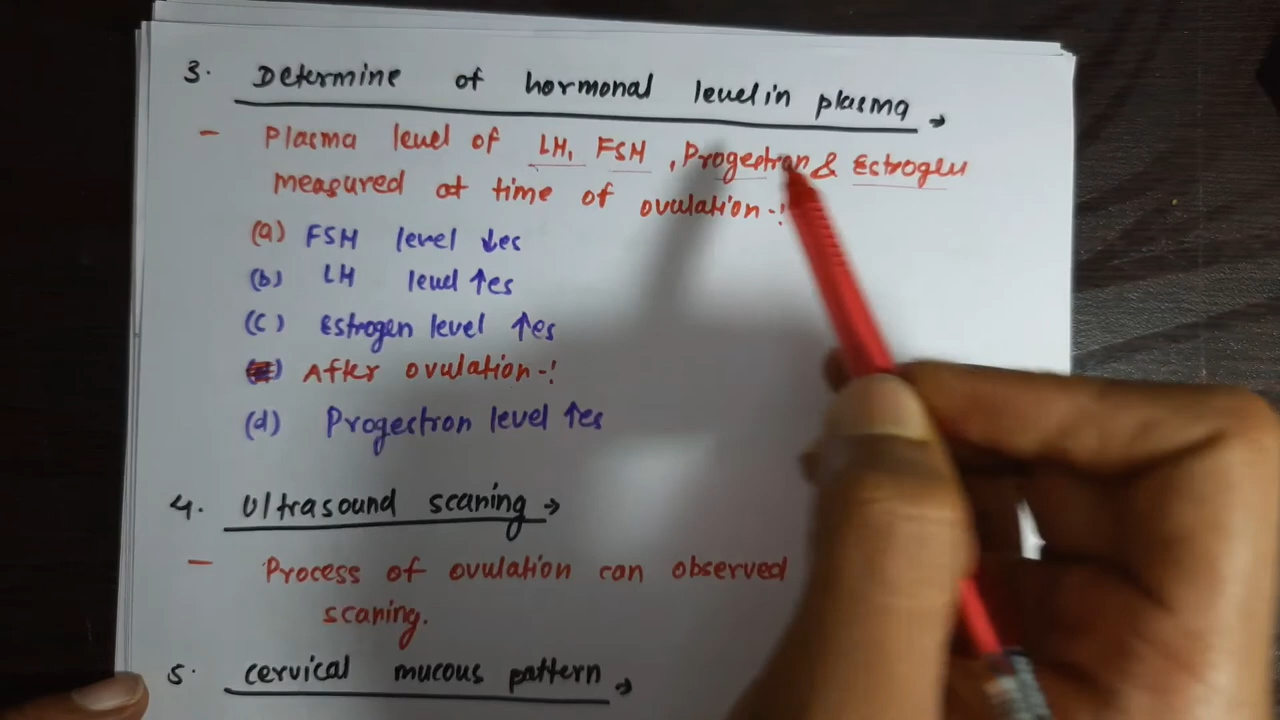 3. Determine of hormonal level in plasma →
- Plasma level of LH, FSH, Progestron & Estrogen
measured at time of ovulation -:
(a) FSH level ↓es
(b) LH level ↑es
(c) Estrogen level ↑es
After ovulation -:
(d) Progestron level ↑es
4. Ultrasound scaning →
- Process of ovulation can observed
scaning.
5. cervical mucous pattern →